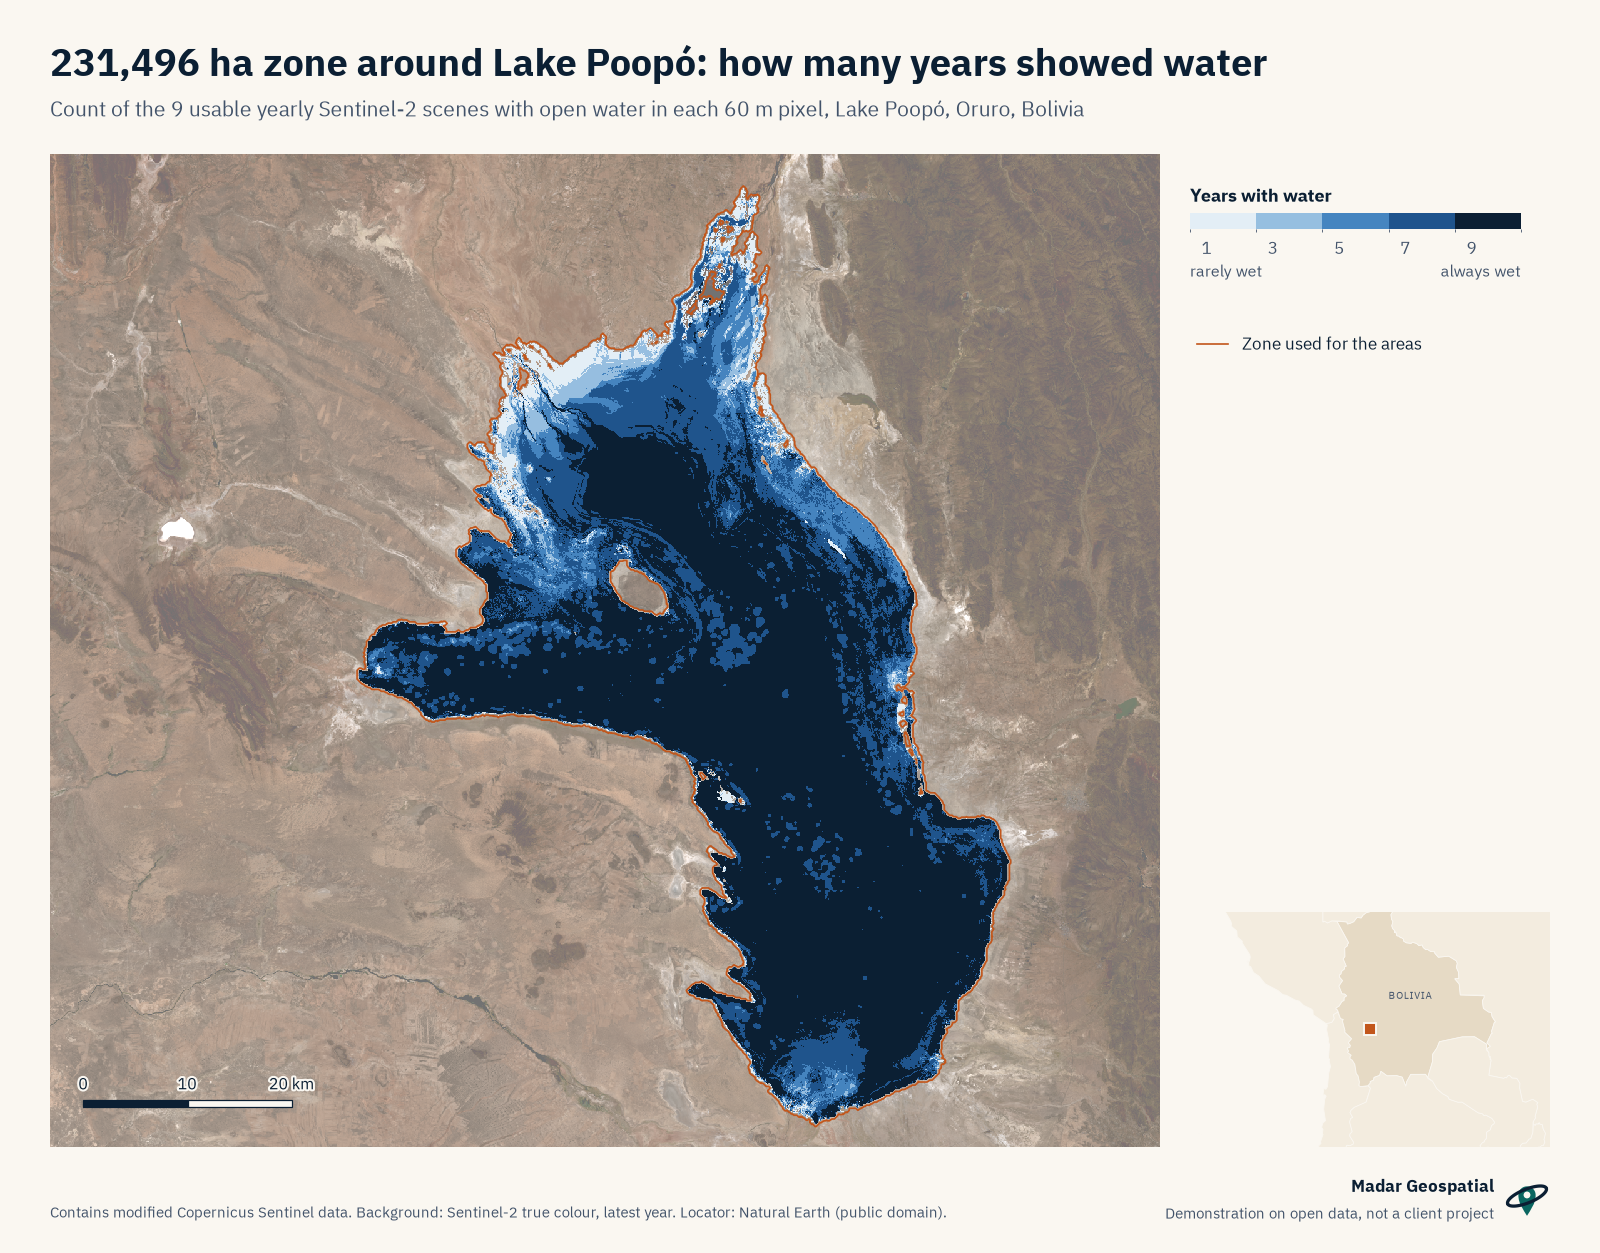 231,496 ha zone around Lake Poopó: how many years showed water
Count of the 9 usable yearly Sentinel-2 scenes with open water in each 60 m pixel, Lake Poopó, Oruro, Bolivia
Years with water
1 3 5 7 9
rarely wet always wet
Zone used for the areas
BOLIVIA
0 10 20 km
Madar Geospatial
Contains modified Copernicus Sentinel data. Background: Sentinel-2 true colour, latest year. Locator: Natural Earth (public domain).
Demonstration on open data, not a client project